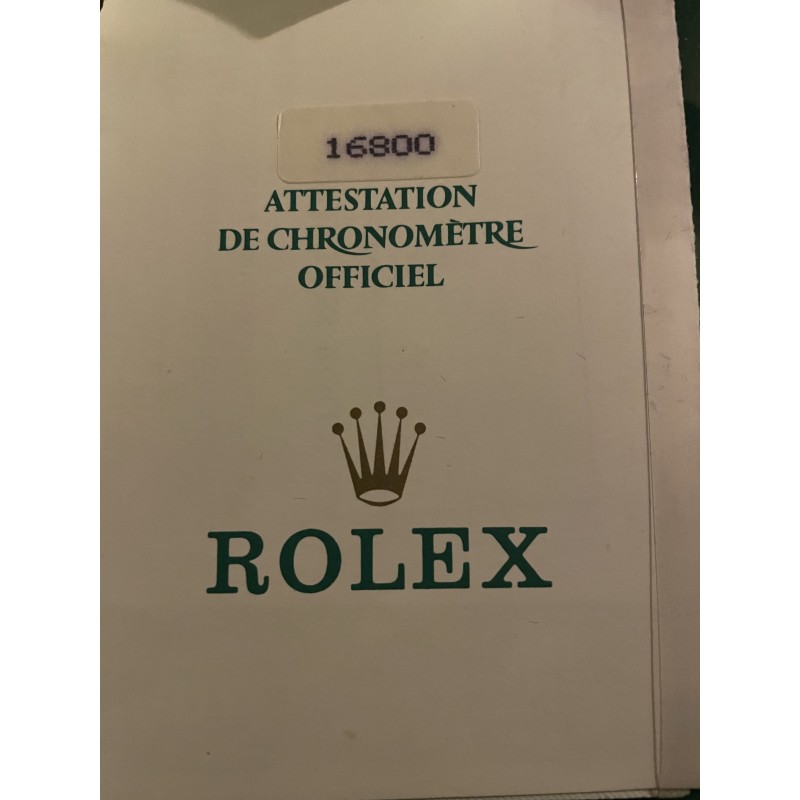 16800
ATTESTATION
DE CHRONOMÈTRE
OFFICIEL
ROLEX